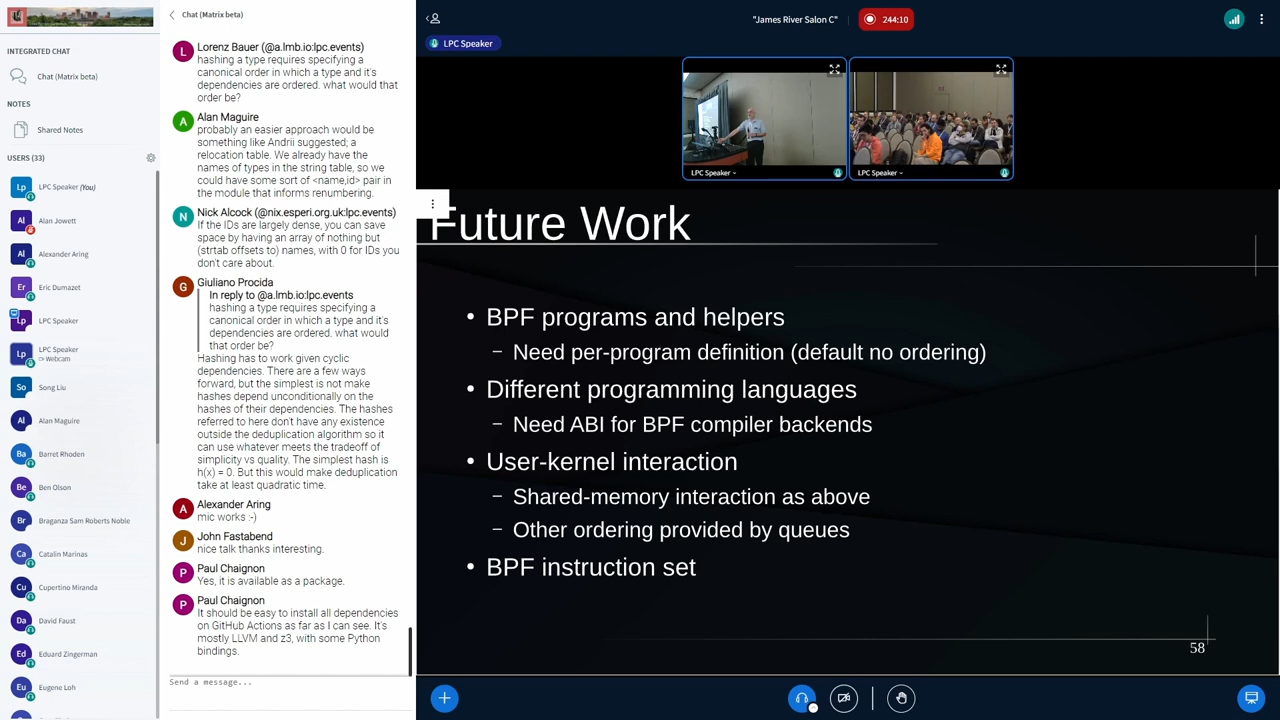 INTEGRATED CHAT
Chat (Matrix beta)
NOTES
Shared Notes
USERS (33)
Lp LPC Speaker (You)
Al Alan Jowett
Al Alexander Aring
Er Eric Dumazet
Lp LPC Speaker
Lp LPC Speaker
Webcam
So Song Liu
Al Alan Maguire
Ba Barret Rhoden
Be Ben Olson
Br Braganza Sam Roberts Noble
Ca Catalin Marinas
Cu Cupertino Miranda
Da David Faust
Ed Eduard Zingerman
Eu Eugene Loh
Chat (Matrix beta)
L Lorenz Bauer (@a.lmb.io:lpc.events)
hashing a type requires specifying a
canonical order in which a type and it's
dependencies are ordered. what would that
order be?
A Alan Maguire
probably an easier approach would be
something like Andrii suggested; a
relocation table. We already have the
names of types in the string table, so we
could have some sort of <name,id> pair in
the module that informs renumbering.
N Nick Alcock (@nix.esperi.org.uk:lpc.events)
If the IDs are largely dense, you can save
space by having an array of nothing but
(strtab offsets to) names, with 0 for IDs you
don't care about.
G Giuliano Procida
In reply to @a.lmb.io:lpc.events
hashing a type requires specifying a
canonical order in which a type and it's
dependencies are ordered. what would
that order be?
Hashing has to work given cyclic
dependencies. There are a few ways
forward, but the simplest is not make
hashes depend unconditionally on the
hashes of their dependencies. The hashes
referred to here don't have any existence
outside the deduplication algorithm so it
can use whatever meets the tradeoff of
simplicity vs quality. The simplest hash is
h(x) = 0. But this would make deduplication
take at least quadratic time.
A Alexander Aring
mic works :-)
J John Fastabend
nice talk thanks interesting.
P Paul Chaignon
Yes, it is available as a package.
P Paul Chaignon
It should be easy to install all dependencies
on GitHub Actions as far as I can see. It's
mostly LLVM and z3, with some Python
bindings.
Send a message...
"James River Salon C"
244:10
LPC Speaker
LPC Speaker
LPC Speaker
Future Work
• BPF programs and helpers
– Need per-program definition (default no ordering)
• Different programming languages
– Need ABI for BPF compiler backends
• User-kernel interaction
– Shared-memory interaction as above
– Other ordering provided by queues
• BPF instruction set
58